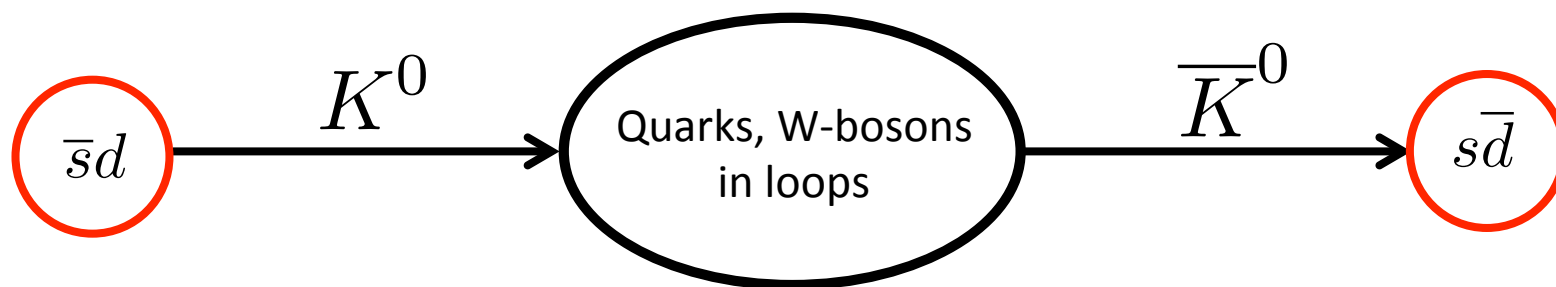 s̅d
K⁰
Quarks, W-bosons
in loops
K̅⁰
sd̅